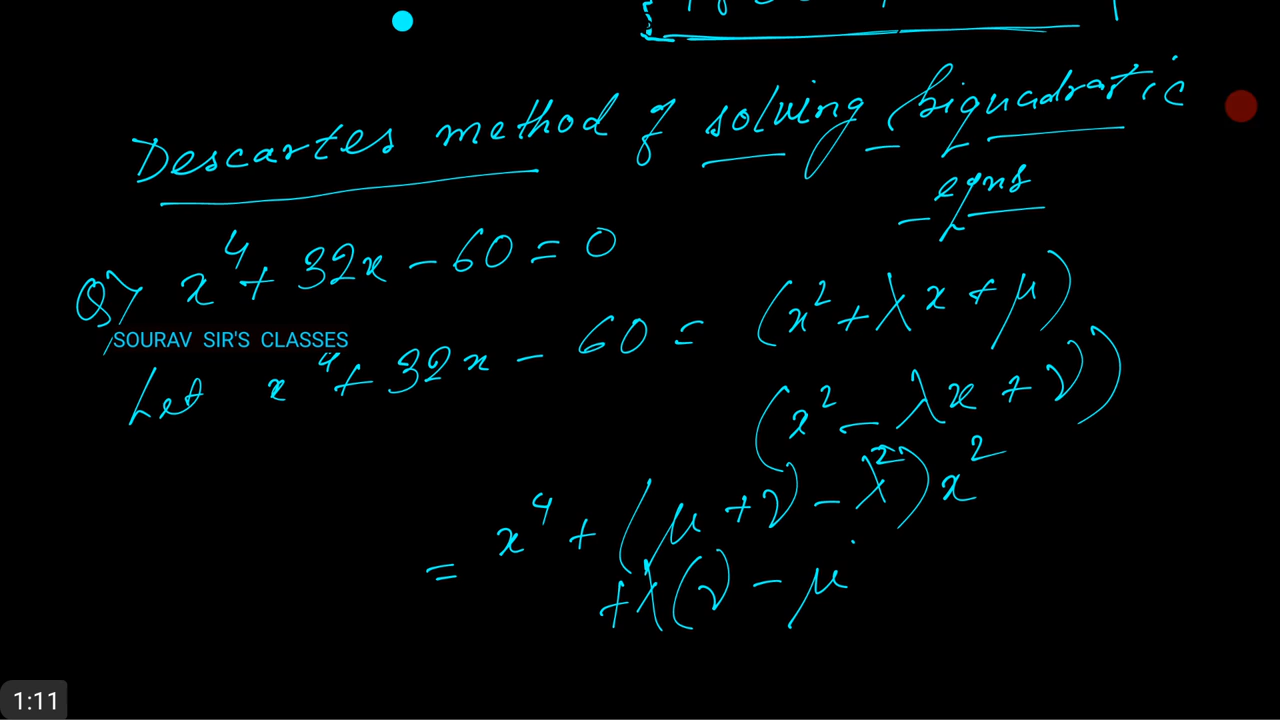 Descartes method of solving biquadratic
eqns
Q> x⁴ + 32x - 60 = 0
SOURAV SIR'S CLASSES
Let x⁴ + 32x - 60 = (x² + λx + μ)
(x² - λx + ν)
= x⁴ + (μ + ν - λ²) x²
+ λ(ν - μ
1:11